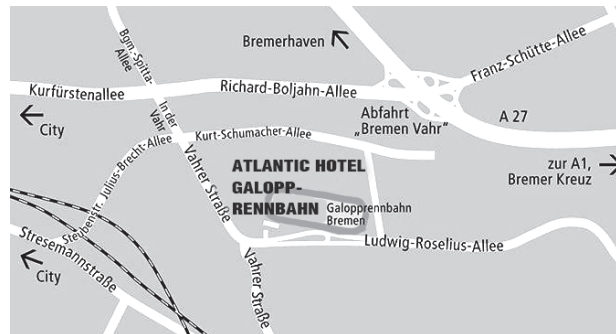 Bgm.-Spitta-
Allee
Bremerhaven
Franz-Schütte-Allee
Kurfürstenallee
In der
Vahr
Richard-Boljahn-Allee
City
Abfahrt
„Bremen Vahr"
A 27
Kurt-Schumacher-Allee
Julius-Brecht-Allee
Steubenstr.
Vahrer Straße
ATLANTIC HOTEL
GALOPP-
RENNBAHN
Galopprennbahn
Bremen
zur A1,
Bremer Kreuz
Ludwig-Roselius-Allee
Stresemannstraße
City
Vahrer Straße